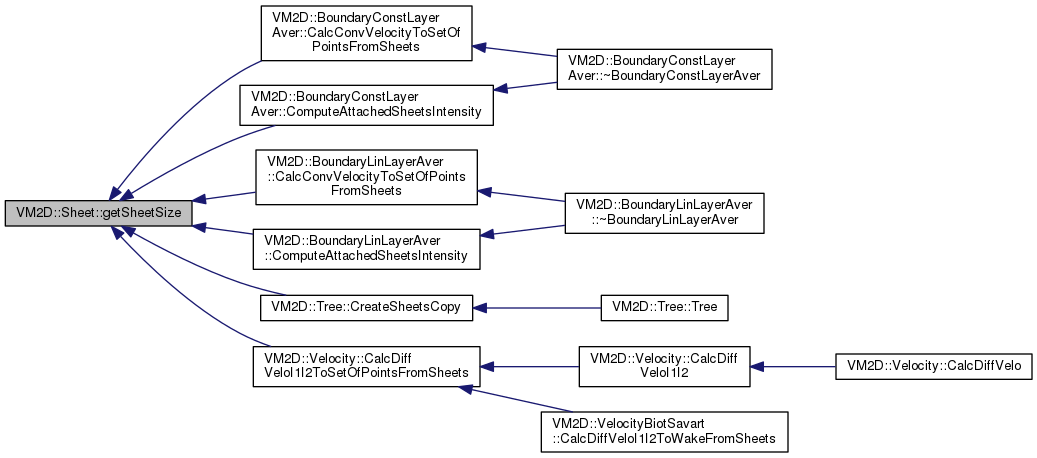 VM2D::Sheet::getSheetSize
VM2D::BoundaryConstLayer
Aver::CalcConvVelocityToSetOf
PointsFromSheets
VM2D::BoundaryConstLayer
Aver::~BoundaryConstLayerAver
VM2D::BoundaryConstLayer
Aver::ComputeAttachedSheetsIntensity
VM2D::BoundaryLinLayerAver
::CalcConvVelocityToSetOfPoints
FromSheets
VM2D::BoundaryLinLayerAver
::~BoundaryLinLayerAver
VM2D::BoundaryLinLayerAver
::ComputeAttachedSheetsIntensity
VM2D::Tree::CreateSheetsCopy
VM2D::Tree::Tree
VM2D::Velocity::CalcDiff
VeloI1I2ToSetOfPointsFromSheets
VM2D::Velocity::CalcDiff
VeloI1I2
VM2D::Velocity::CalcDiffVelo
VM2D::VelocityBiotSavart
::CalcDiffVeloI1I2ToWakeFromSheets